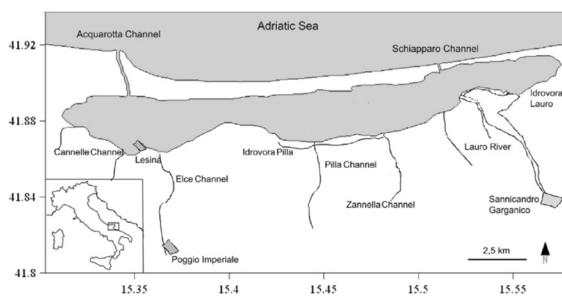 Adriatic Sea
41.92
Acquarotta Channel
Schiapparo Channel
Idrovora
Lauro
41.88
Cannelle Channel
Lesina
Idrovora Pilla
Lauro River
Elce Channel
Pilla Channel
41.84
Zannella Channel
Sannicandro
Garganico
Poggio Imperiale
2,5 km
N
41.8
15.35
15.4
15.45
15.5
15.55